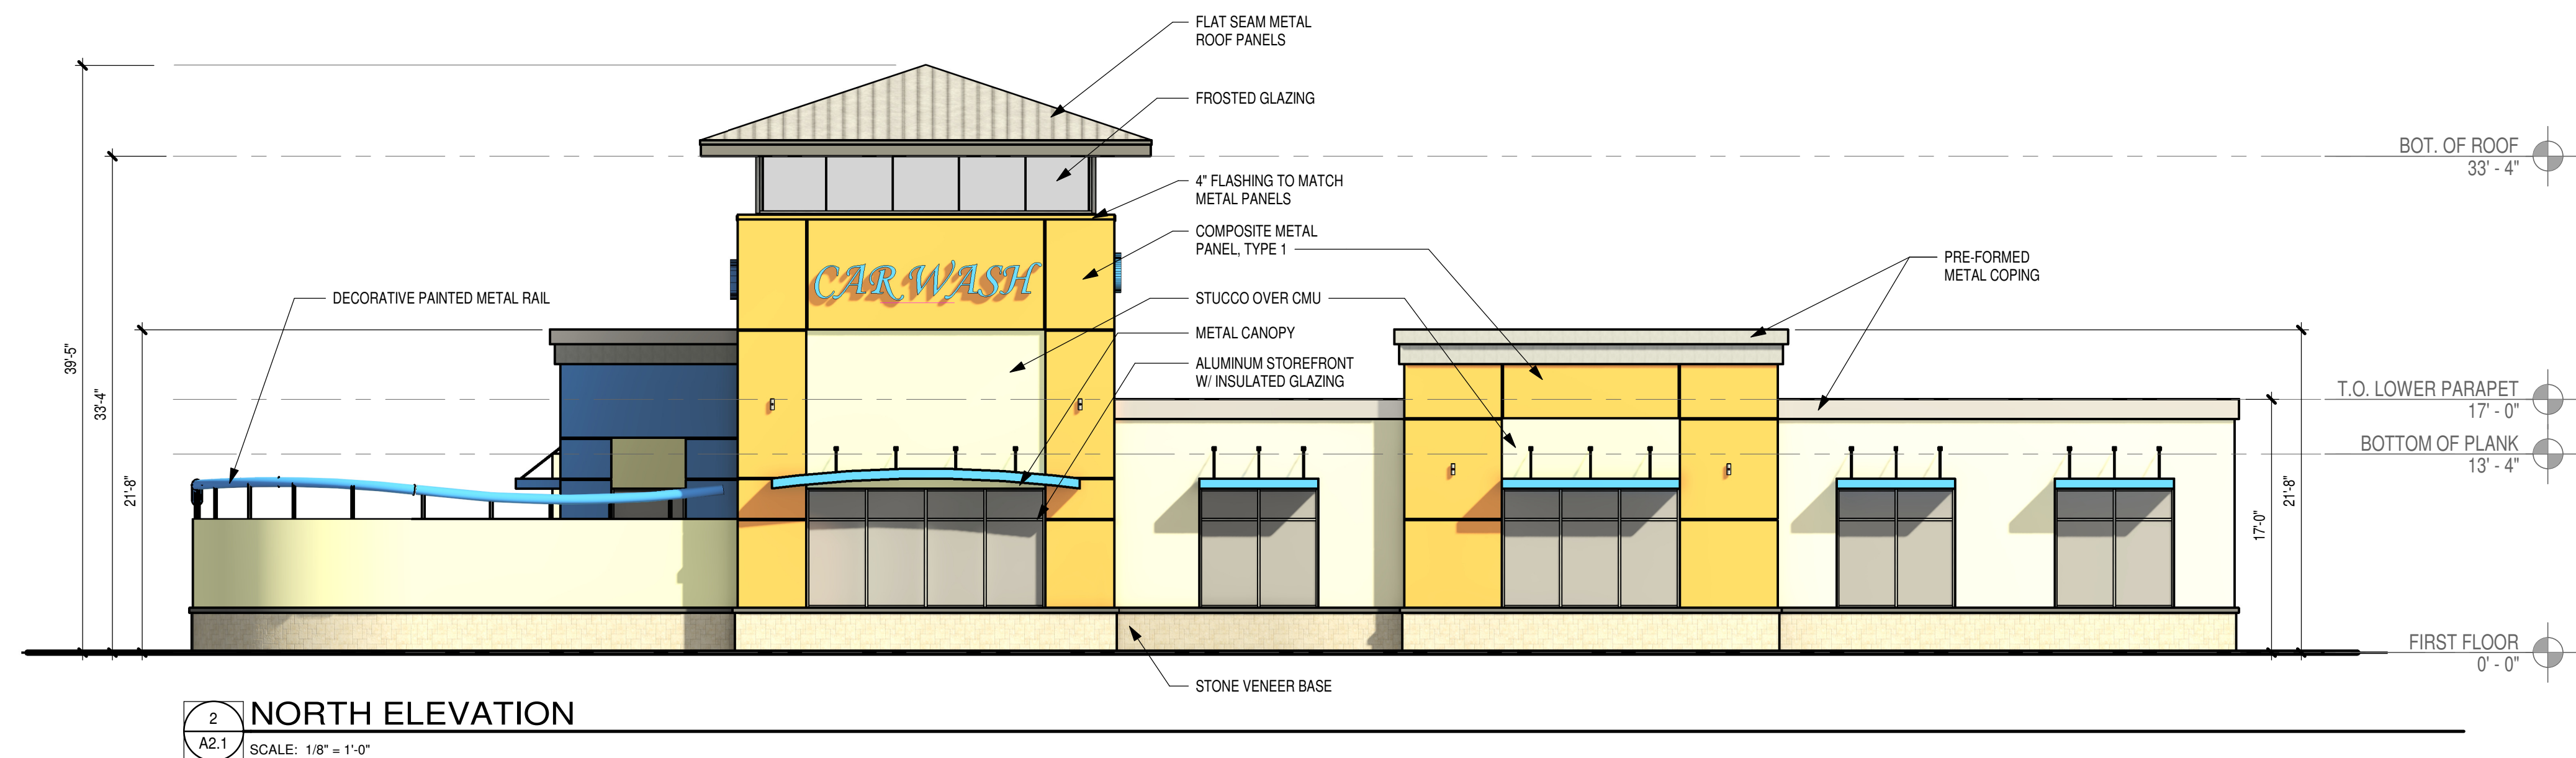 FLAT SEAM METAL
ROOF PANELS
FROSTED GLAZING
BOT. OF ROOF
33' - 4"
4" FLASHING TO MATCH
METAL PANELS
COMPOSITE METAL
PANEL, TYPE 1
PRE-FORMED
METAL COPING
CAR WASH
DECORATIVE PAINTED METAL RAIL
STUCCO OVER CMU
METAL CANOPY
ALUMINUM STOREFRONT
W/ INSULATED GLAZING
39'-5"
33'-4"
21'-8"
T.O. LOWER PARAPET
17' - 0"
BOTTOM OF PLANK
13' - 4"
21'-8"
17'-0"
FIRST FLOOR
0' - 0"
STONE VENEER BASE
2
A2.1
NORTH ELEVATION
SCALE: 1/8" = 1'-0"